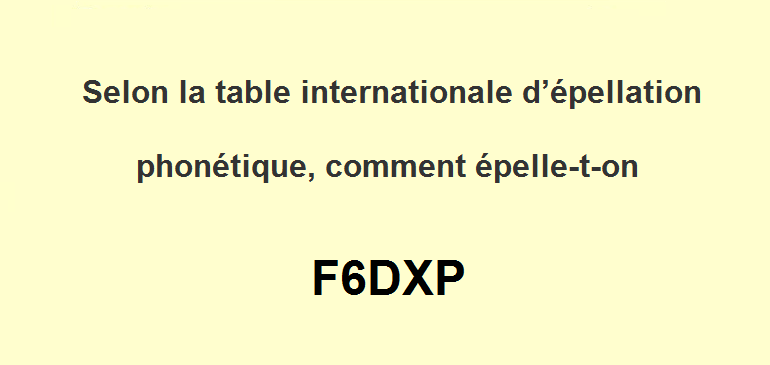 Selon la table internationale d’épellation
phonétique, comment épelle-t-on
F6DXP